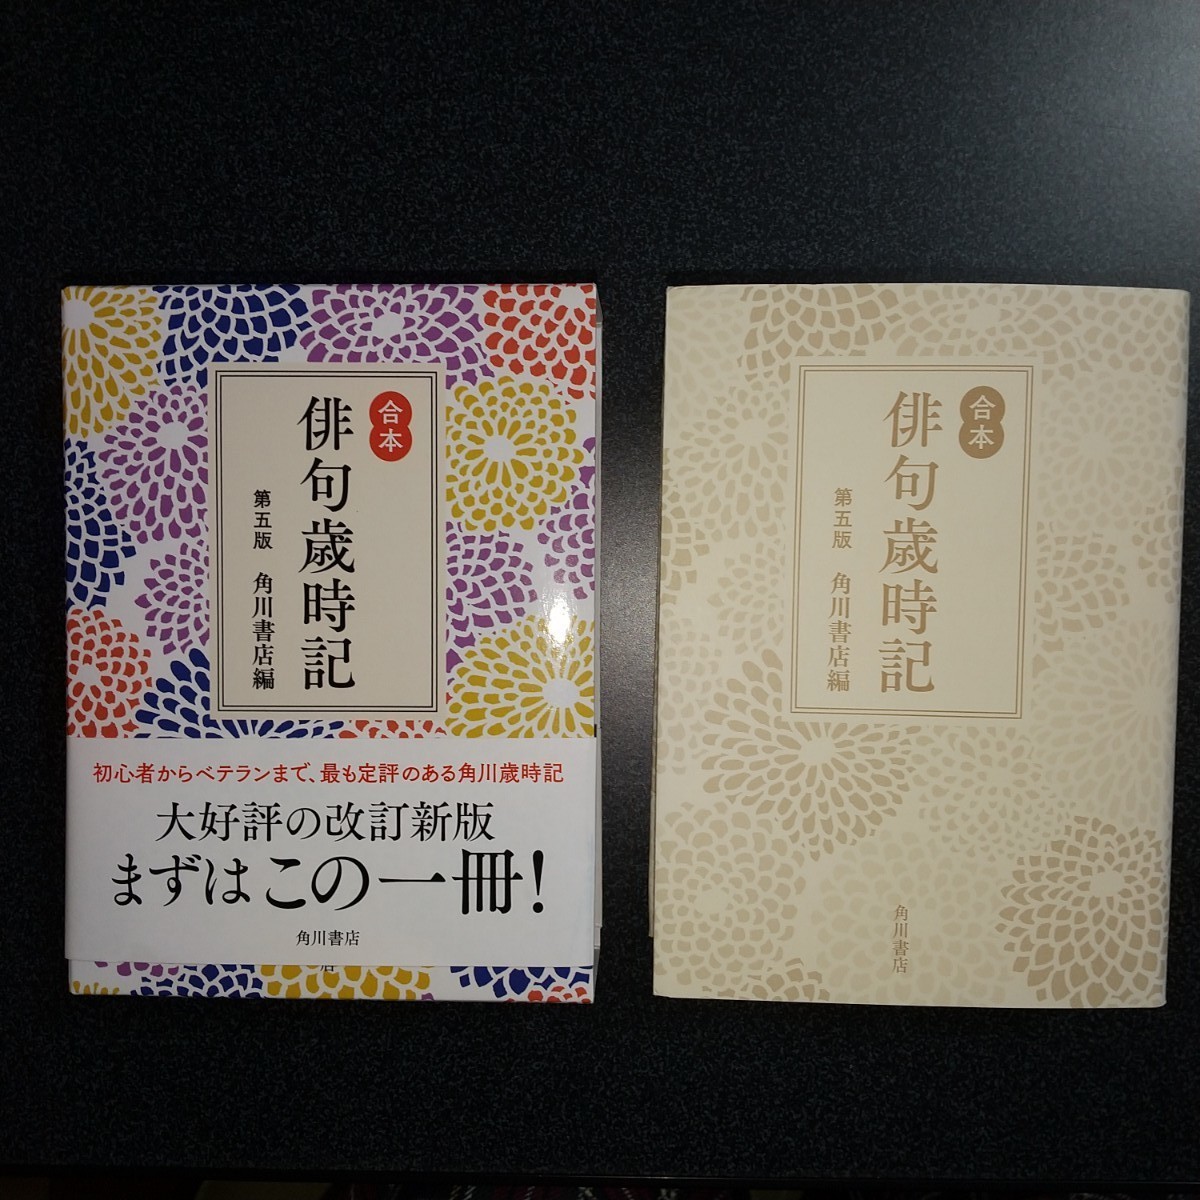 合本
俳句歳時記
第五版 角川書店編
初心者からベテランまで、最も定評のある角川歳時記
大好評の改訂新版
まずはこの一冊!
角川書店
店
合本
俳句歳時記
第五版 角川書店編
角川書店